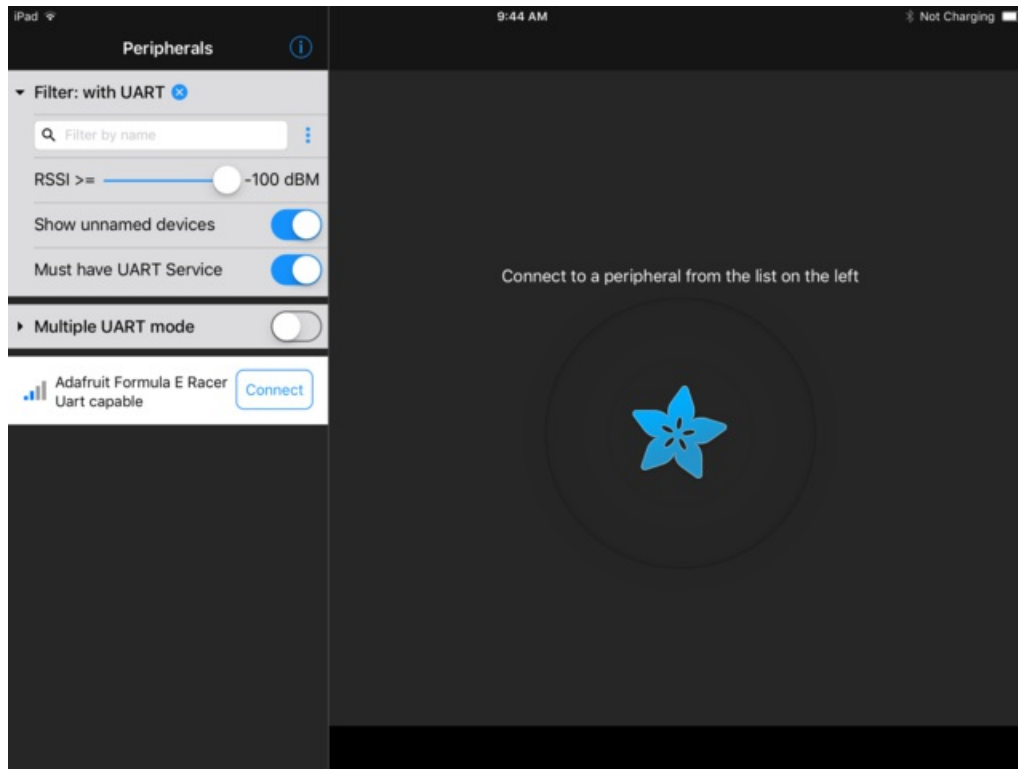 iPad 9:44 AM Not Charging
Peripherals
Filter: with UART
Filter by name
RSSI >= -100 dBM
Show unnamed devices
Must have UART Service
Multiple UART mode
Adafruit Formula E Racer
Uart capable
Connect
Connect to a peripheral from the list on the left